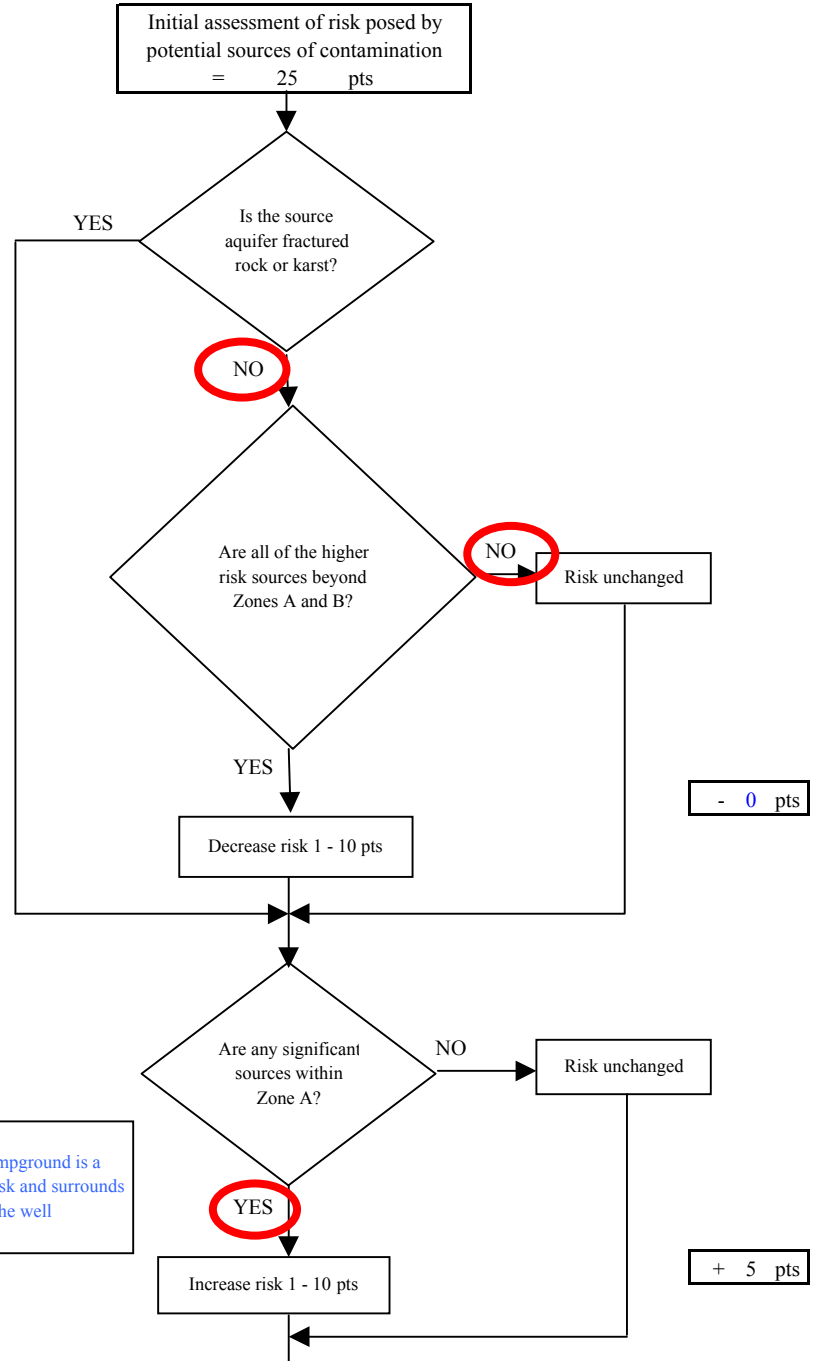 Initial assessment of risk posed by
potential sources of contamination
= 25 pts
YES
Is the source
aquifer fractured
rock or karst?
NO
Are all of the higher
risk sources beyond
Zones A and B?
NO
Risk unchanged
YES
- 0 pts
Decrease risk 1 - 10 pts
Are any significant
sources within
Zone A?
NO
Risk unchanged
is a
and surrounds
well
YES
Increase risk 1 - 10 pts
+ 5 pts